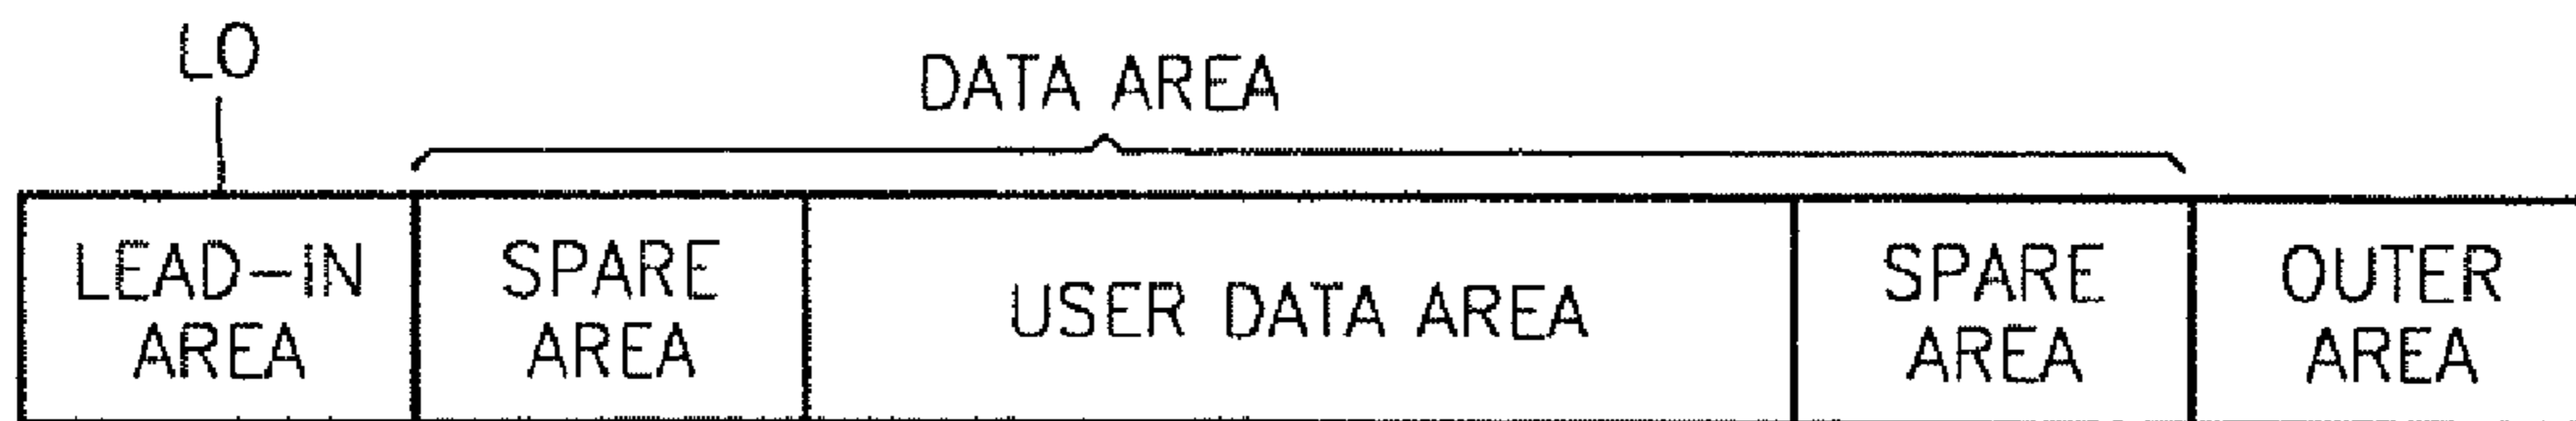 LO
DATA AREA
LEAD-IN
AREA
SPARE
AREA
USER DATA AREA
SPARE
AREA
OUTER
AREA